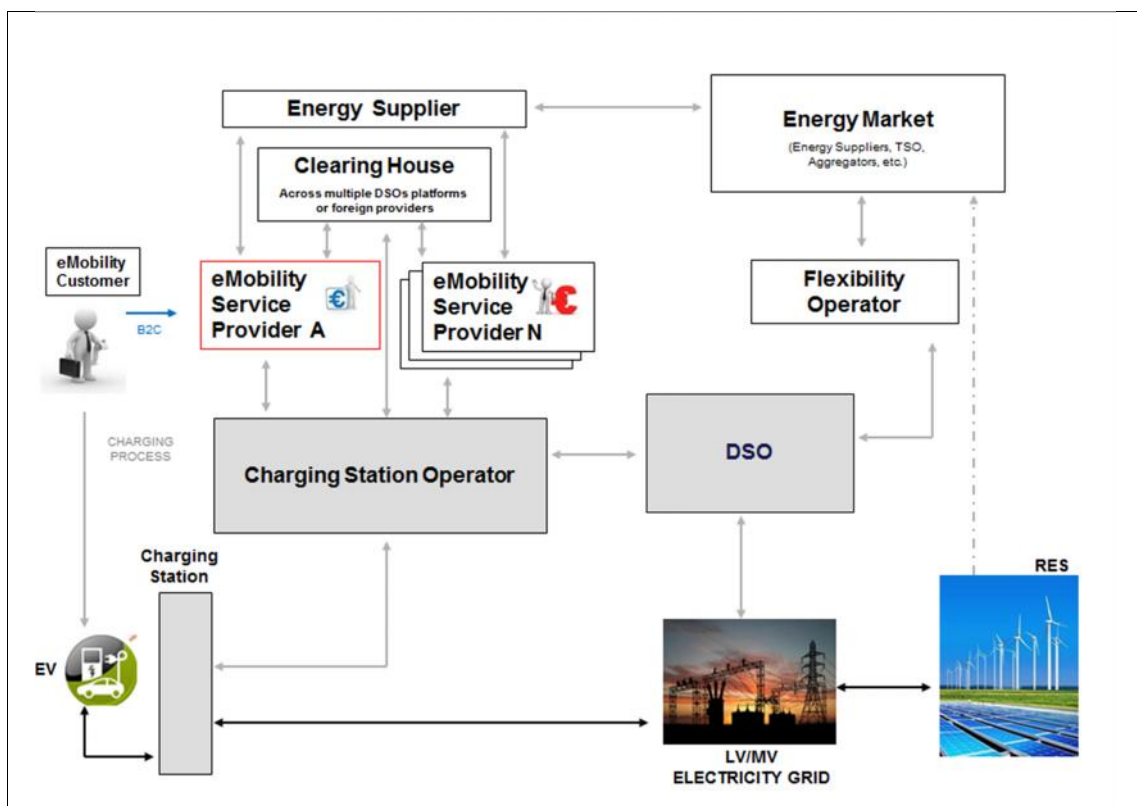 Energy Supplier
Energy Market
(Energy Suppliers, TSO,
Aggregators, etc.)
Clearing House
Across multiple DSOs platforms
or foreign providers
eMobility
Customer
B2C
eMobility
Service
Provider A
€
eMobility
Service
Provider N
€
Flexibility
Operator
CHARGING
PROCESS
Charging Station Operator
DSO
Charging
Station
RES
EV
LV/MV
ELECTRICITY GRID